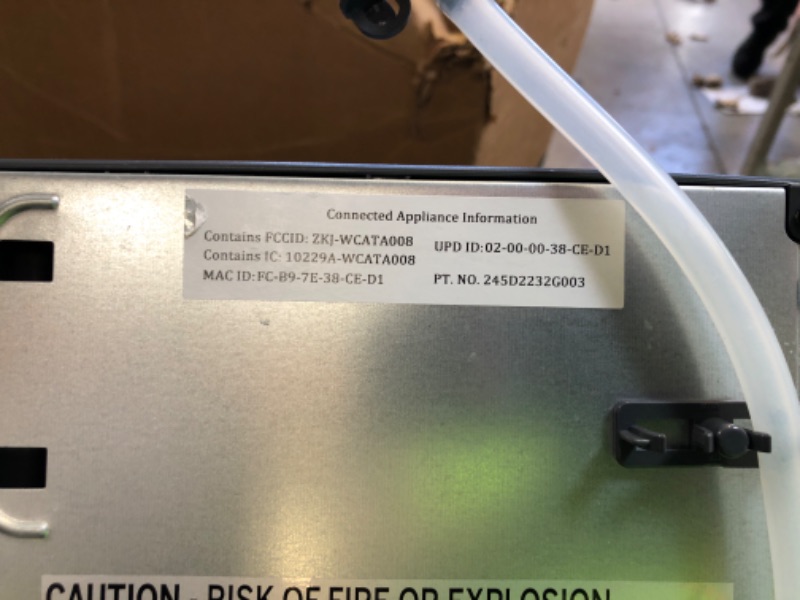 Connected Appliance Information
Contains FCCID: ZKJ-WCATA008
Contains IC: 10229A-WCATA008
MAC ID:FC-B9-7E-38-CE-D1
UPD ID:02-00-00-38-CE-D1
PT. NO. 245D2232G003
CAUTION - RISK OF FIRE OR EXPLOSION